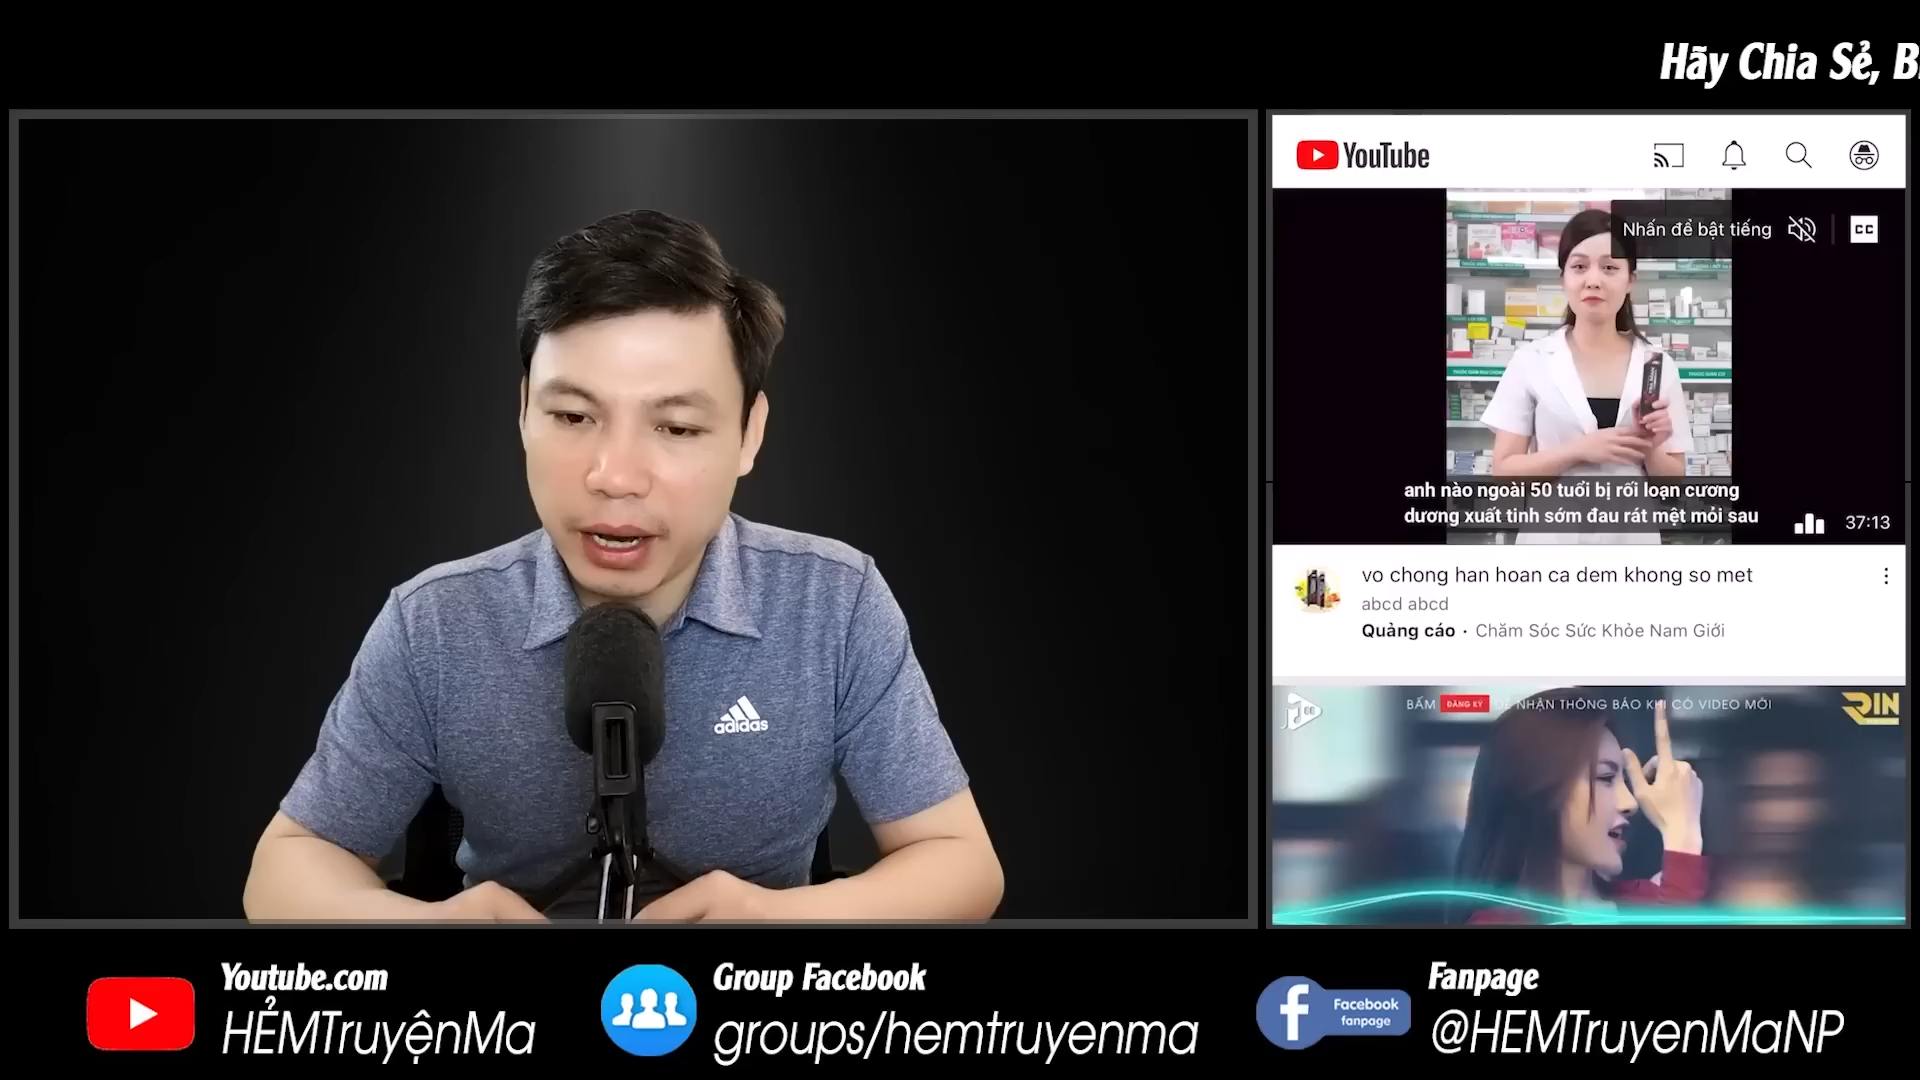 Hãy Chia Sẻ,
YouTube
Nhấn để bật tiếng
CC
anh nào ngoài 50 tuổi bị rối loạn cương
dương xuất tinh sớm đau rát mệt mỏi sau
37:13
vo chong han hoan ca dem khong so met
abcd abcd
Quảng cáo · Chăm Sóc Sức Khỏe Nam Giới
BẤM ĐĂNG KÝ ĐỂ NHẬN THÔNG BÁO KHI CÓ VIDEO MỚI
RIN
adidas
Youtube.com
HẺMTruyệnMa
Group Facebook
groups/hemtruyenma
Facebook
fanpage
Fanpage
@HEMTruyenMaNP